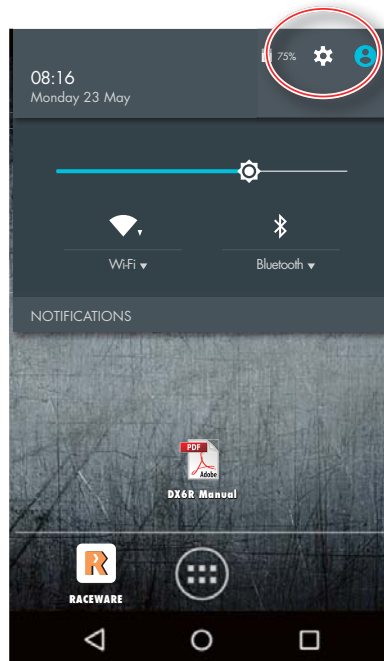 75%
08:16
Monday 23 May
Wi-Fi
Bluetooth
NOTIFICATIONS
PDF
Adobe
DX6R Manual
R
RACEWARE